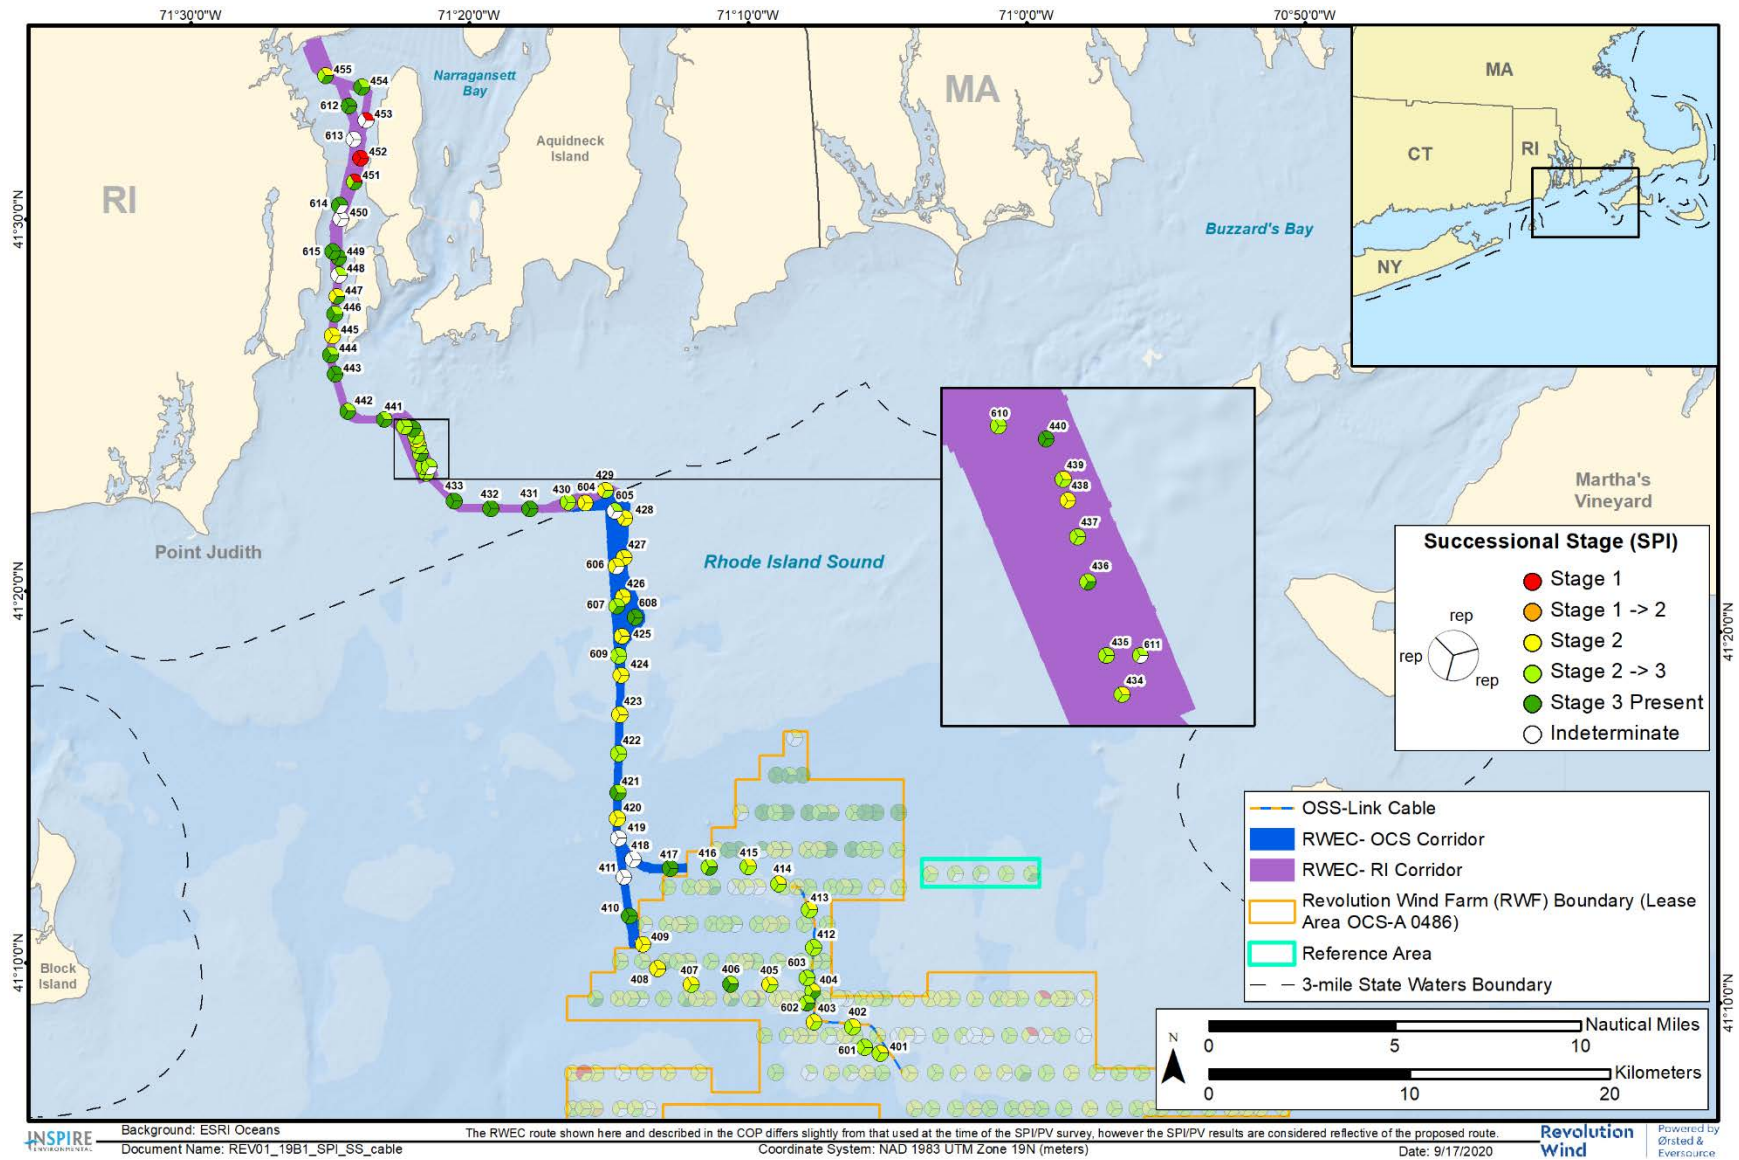 71°30'0"W
71°20'0"W
71°10'0"W
71°0'0"W
70°50'0"W
41°30'0"N
41°20'0"N
41°10'0"N
41°20'0"N
41°10'0"N
RI
MA
Narragansett
Bay
Aquidneck
Island
Buzzard's Bay
Martha's
Vineyard
Point Judith
Rhode Island Sound
Block
Island
MA
CT
RI
NY
455
454
612
453
613
452
451
614
450
615
449
448
447
446
445
444
443
442
441
433
432
431
430
604
429
605
428
427
606
426
607
608
425
609
424
423
422
421
420
419
418
411
417
416
415
414
410
413
409
412
408
407
406
405
603
404
602
403
402
601
401
610
440
439
438
437
436
435
611
434
Successional Stage (SPI)
rep
rep
rep
Stage 1
Stage 1 -> 2
Stage 2
Stage 2 -> 3
Stage 3 Present
Indeterminate
OSS-Link Cable
RWEC- OCS Corridor
RWEC- RI Corridor
Revolution Wind Farm (RWF) Boundary (Lease
Area OCS-A 0486)
Reference Area
3-mile State Waters Boundary
N
Nautical Miles
0 5 10
Kilometers
0 10 20
INSPIRE
ENVIRONMENTAL
Background: ESRI Oceans
Document Name: REV01_19B1_SPI_SS_cable
The RWEC route shown here and described in the COP differs slightly from that used at the time of the SPI/PV survey, however the SPI/PV results are considered reflective of the proposed route.
Coordinate System: NAD 1983 UTM Zone 19N (meters)
Date: 9/17/2020
Revolution
Wind
Powered by
Ørsted &
Eversource